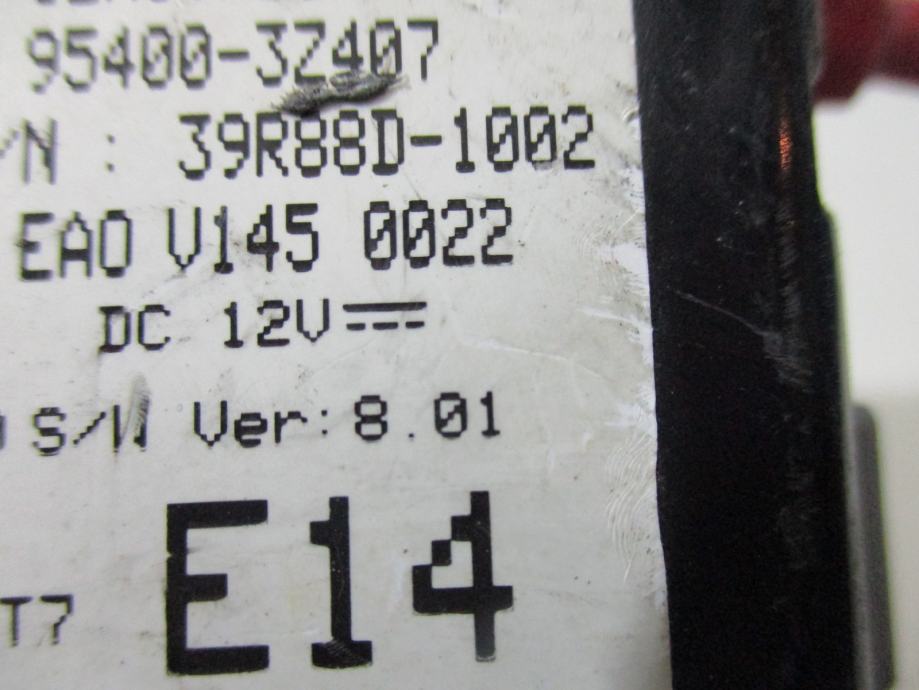 95400-3Z407
/N : 39R88D-1002
EAO V145 0022
DC 12V
S/W Ver:8.01
T7 E14